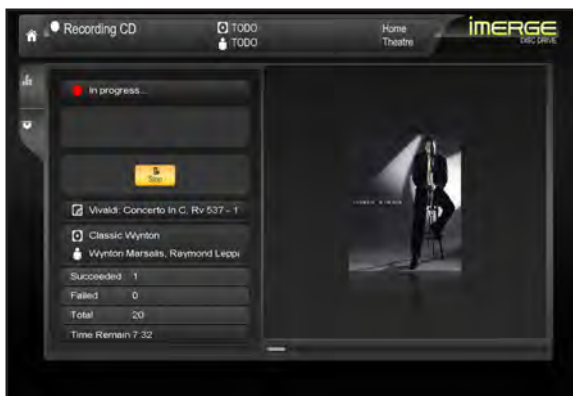 Recording CD
TODO
TODO
Home
Theatre
imerge
DISC DRIVE
In progress...
Stop
Vivaldi: Concerto In C, Rv 537 - 1
Classic Wynton
Wynton Marsalis, Raymond Leppa
Succeeded 1
Failed 0
Total 20
Time Remain 7:32